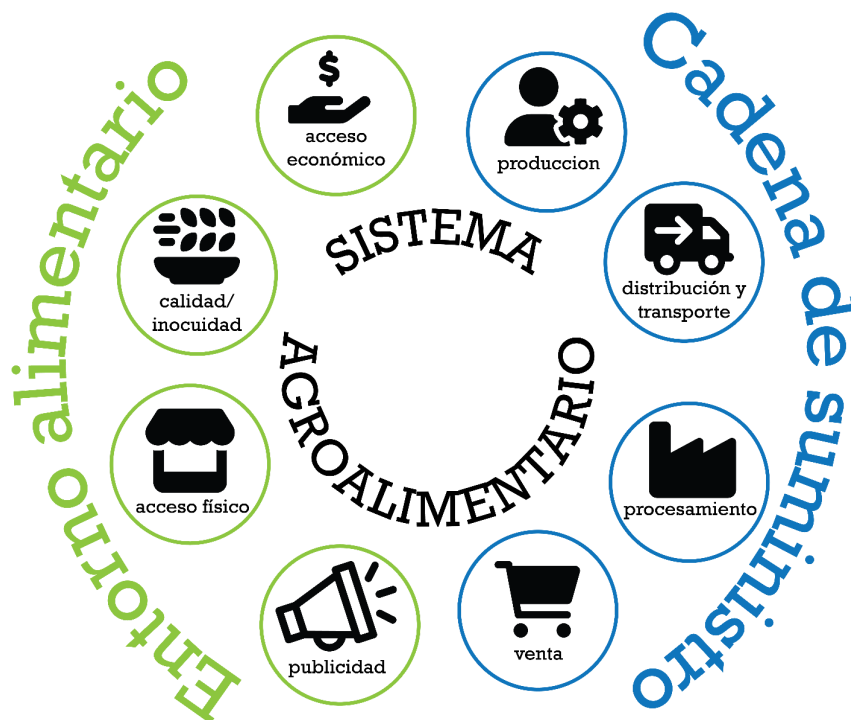 Entorno alimentario
Cadena de suministro
SISTEMA
AGROALIMENTARIO
$
acceso
económico
produccion
calidad/
inocuidad
distribución y
transporte
acceso físico
procesamiento
publicidad
venta